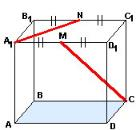 B₁ N C₁
A₁ M D₁
B C
A D